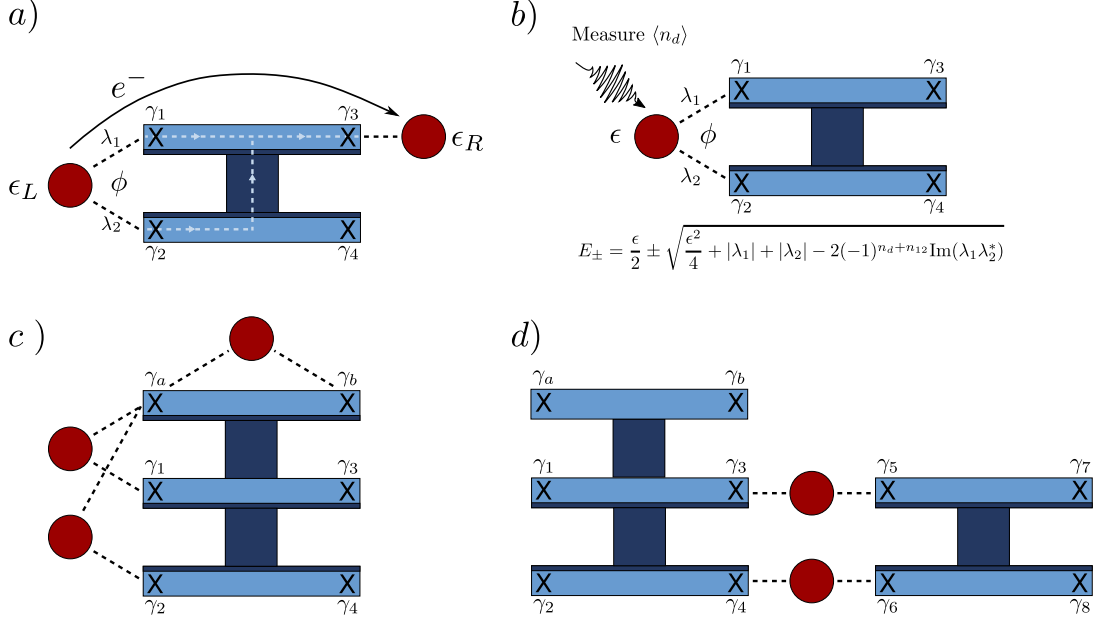 a)
e⁻
γ₁ γ₃
λ₁
ϵ_L ϕ ϵ_R
λ₂
γ₂ γ₄
b)
Measure ⟨n_d⟩
γ₁ γ₃
λ₁
ϵ ϕ
λ₂
γ₂ γ₄
E_± = ϵ/2 ± √(ϵ²/4 + |λ₁| + |λ₂| − 2(−1)^{n_d+n_{12}} Im(λ₁λ₂*))
c )
γ_a γ_b
γ₁ γ₃
γ₂ γ₄
d)
γ_a γ_b
γ₁ γ₃ γ₅ γ₇
γ₂ γ₄ γ₆ γ₈